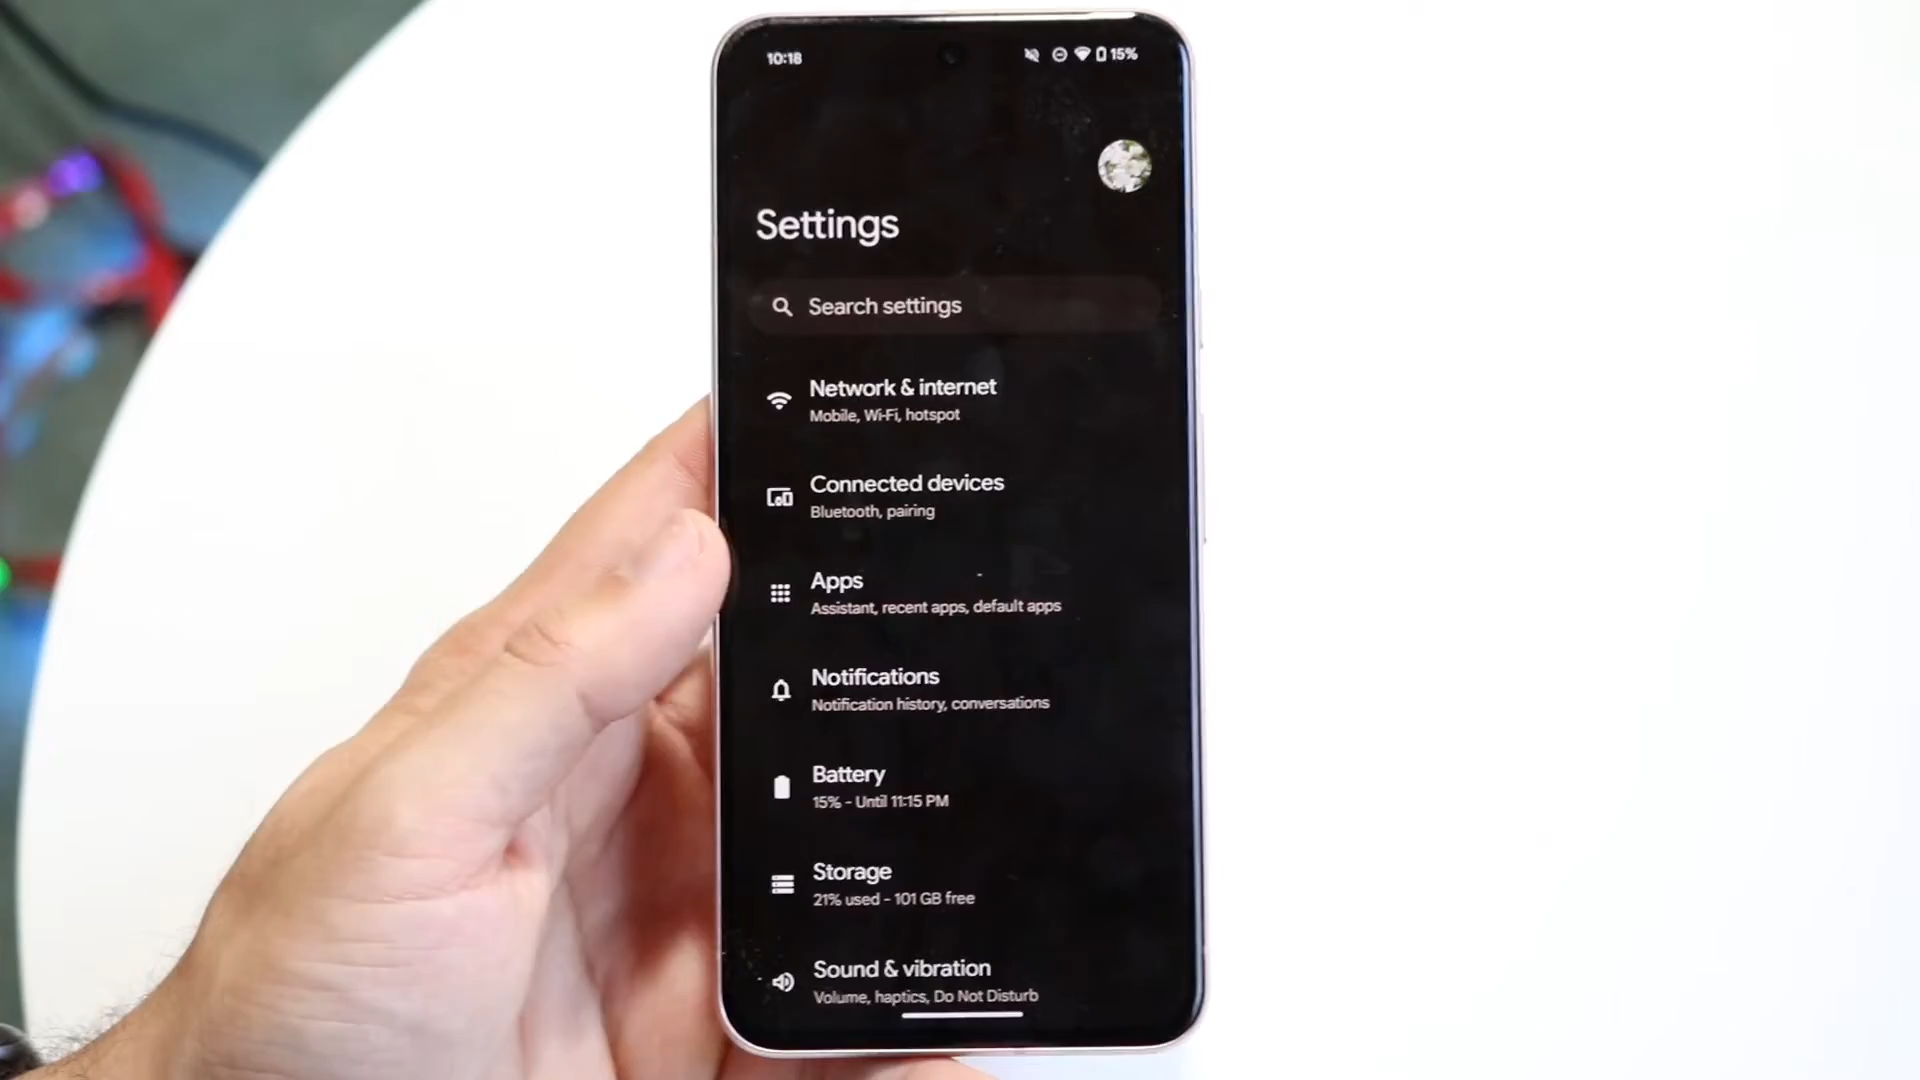 10:18
15%
Settings
Search settings
Network & internet
Mobile, Wi-Fi, hotspot
Connected devices
Bluetooth, pairing
Apps
Assistant, recent apps, default apps
Notifications
Notification history, conversations
Battery
15% - Until 11:15 PM
Storage
21% used - 101 GB free
Sound & vibration
Volume, haptics, Do Not Disturb